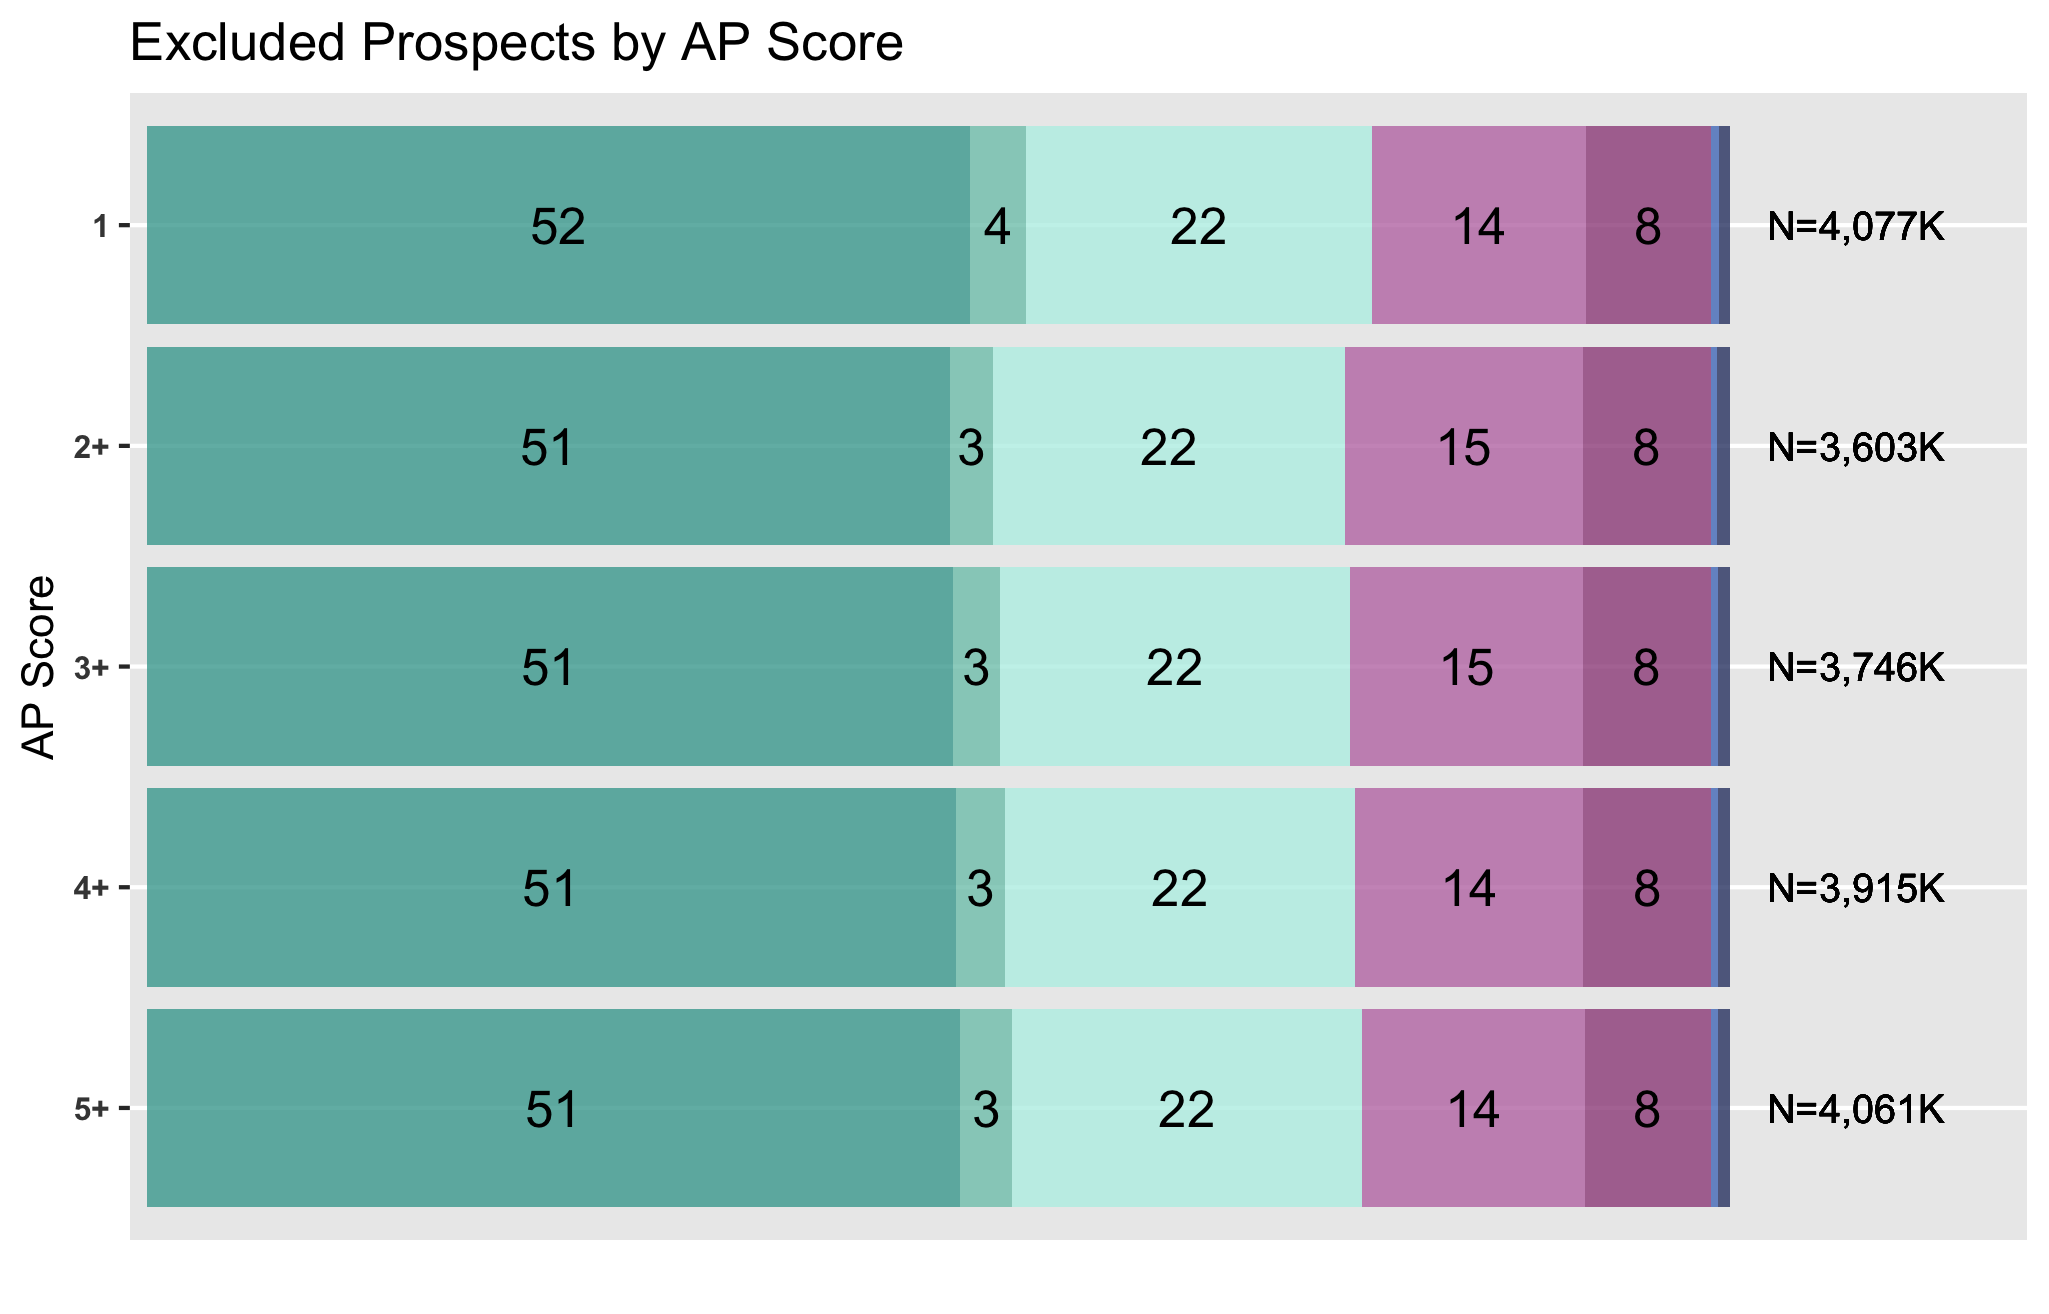 Excluded Prospects by AP Score
AP Score
1 52 4 22 14 8 N=4,077K
2+ 51 3 22 15 8 N=3,603K
3+ 51 3 22 15 8 N=3,746K
4+ 51 3 22 14 8 N=3,915K
5+ 51 3 22 14 8 N=4,061K